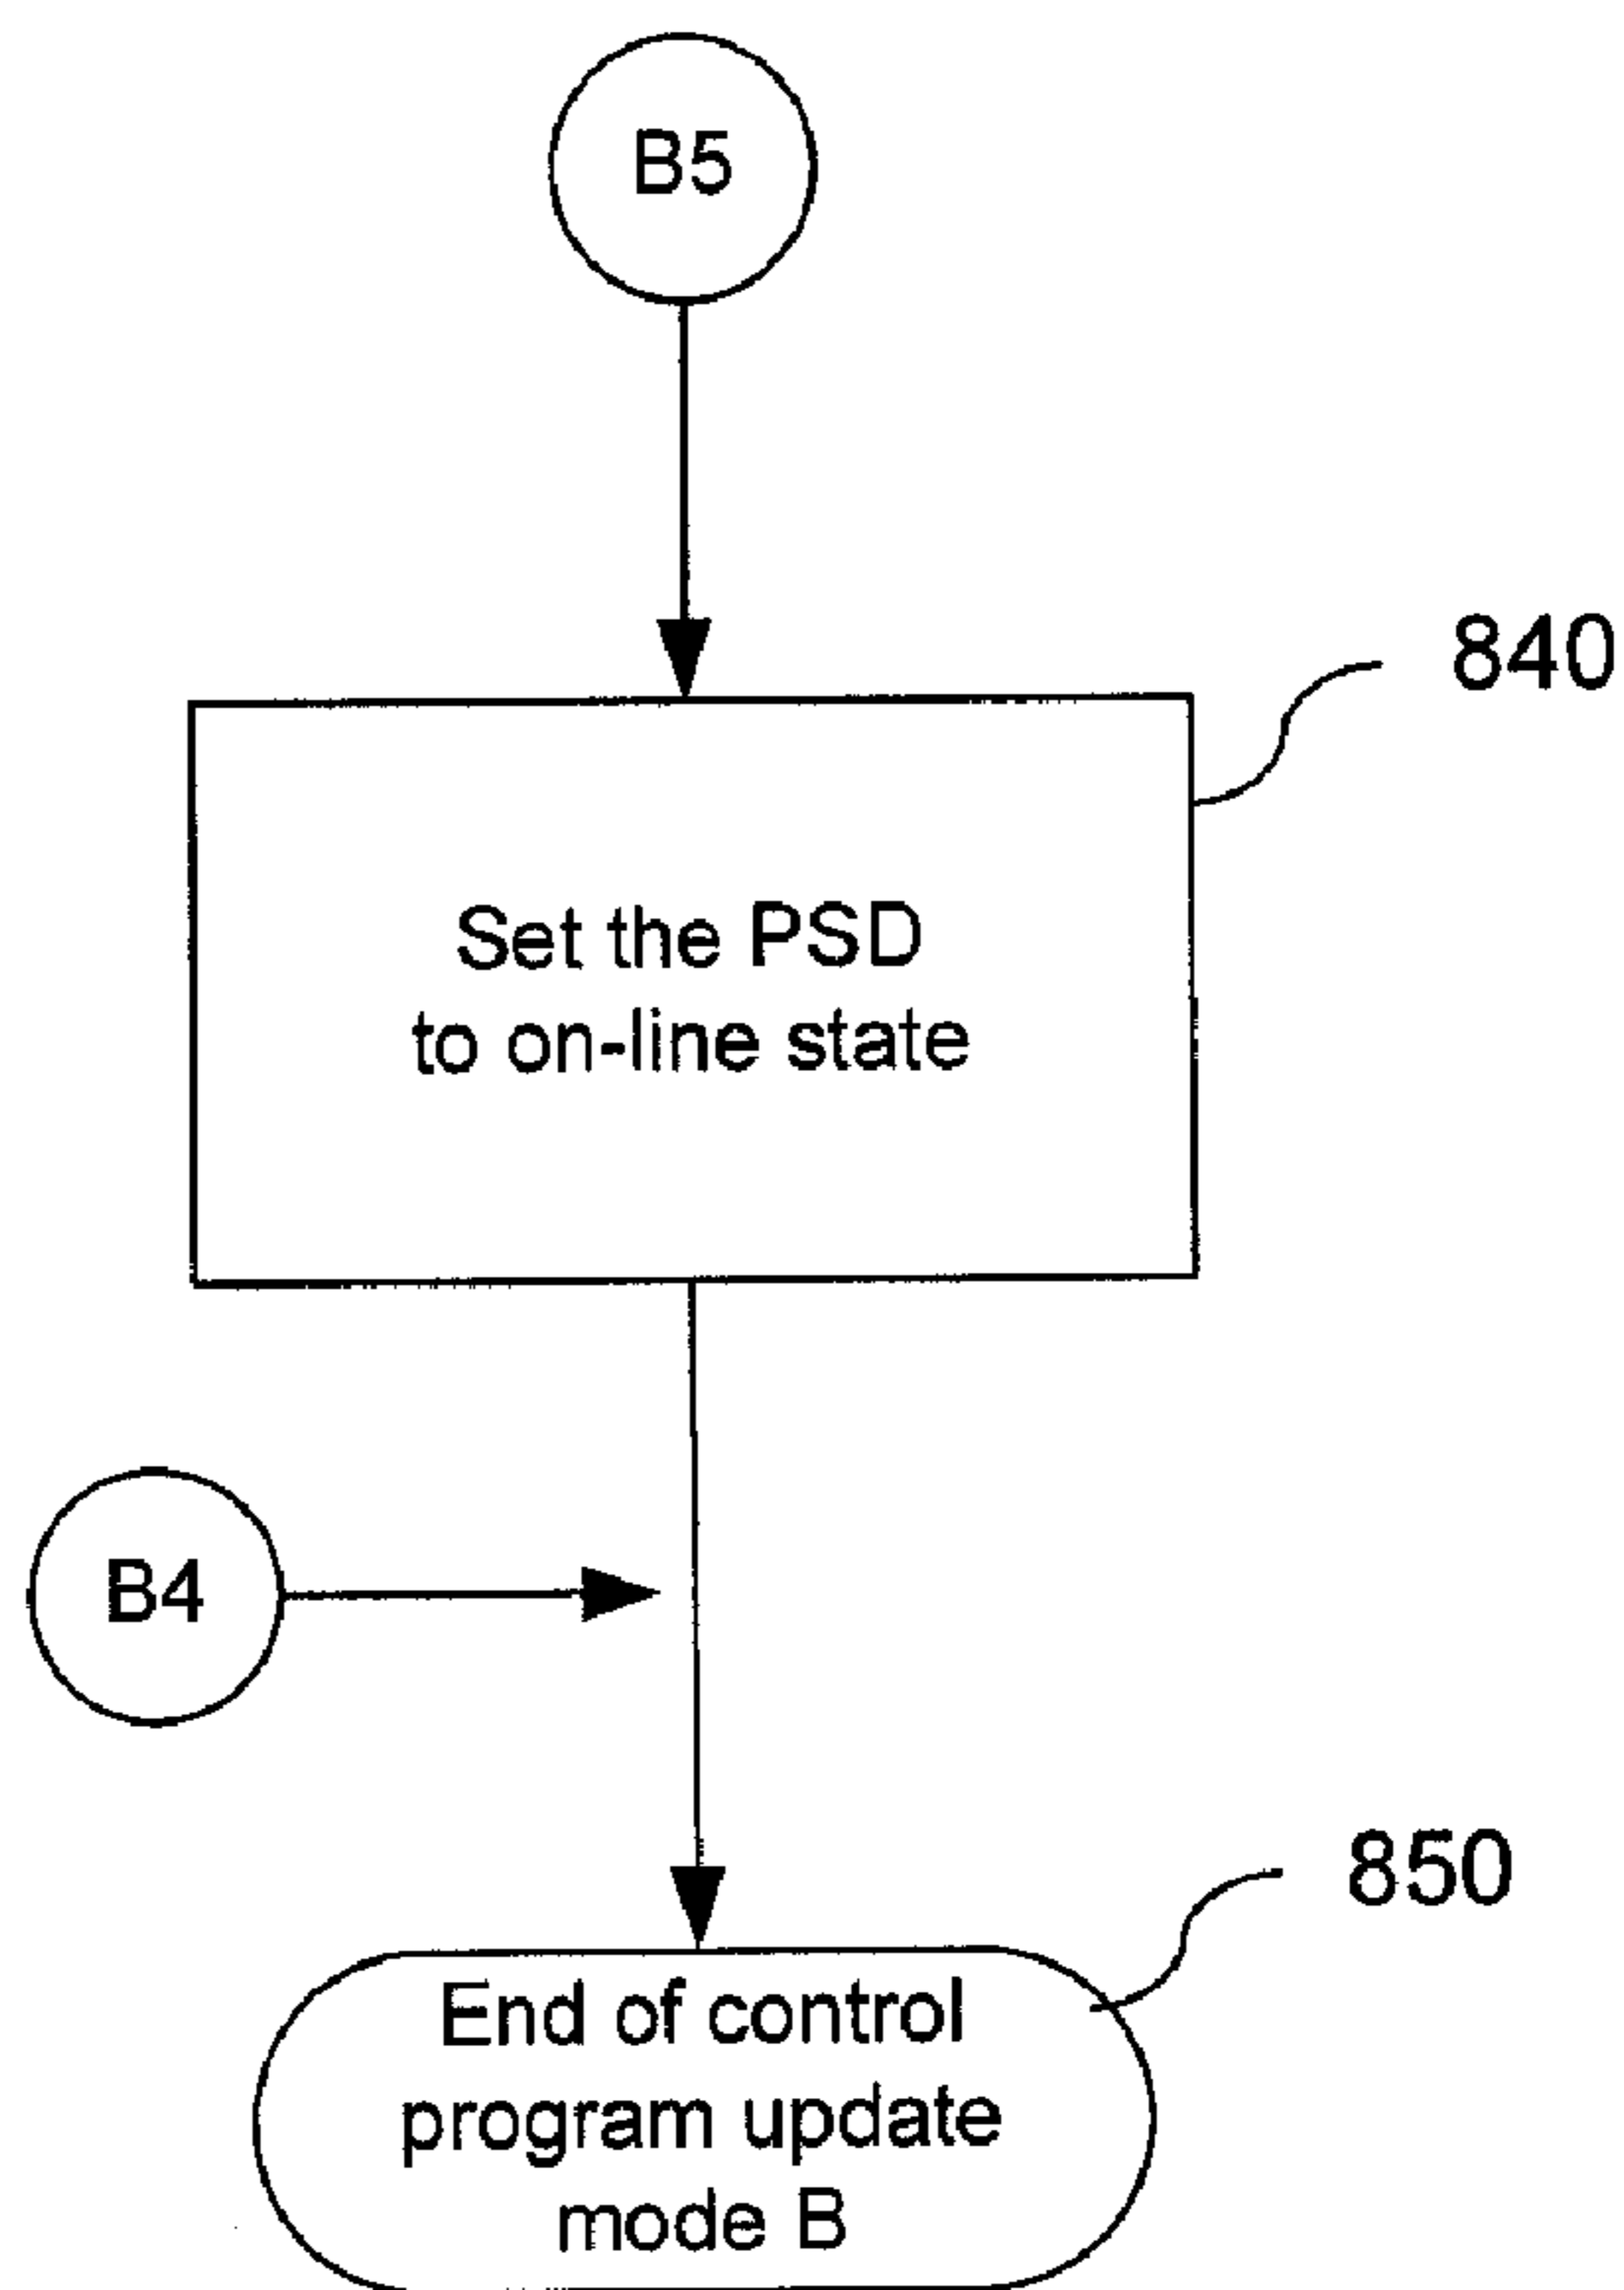 B5
840
Set the PSD
to on-line state
B4
850
End of control
program update
mode B